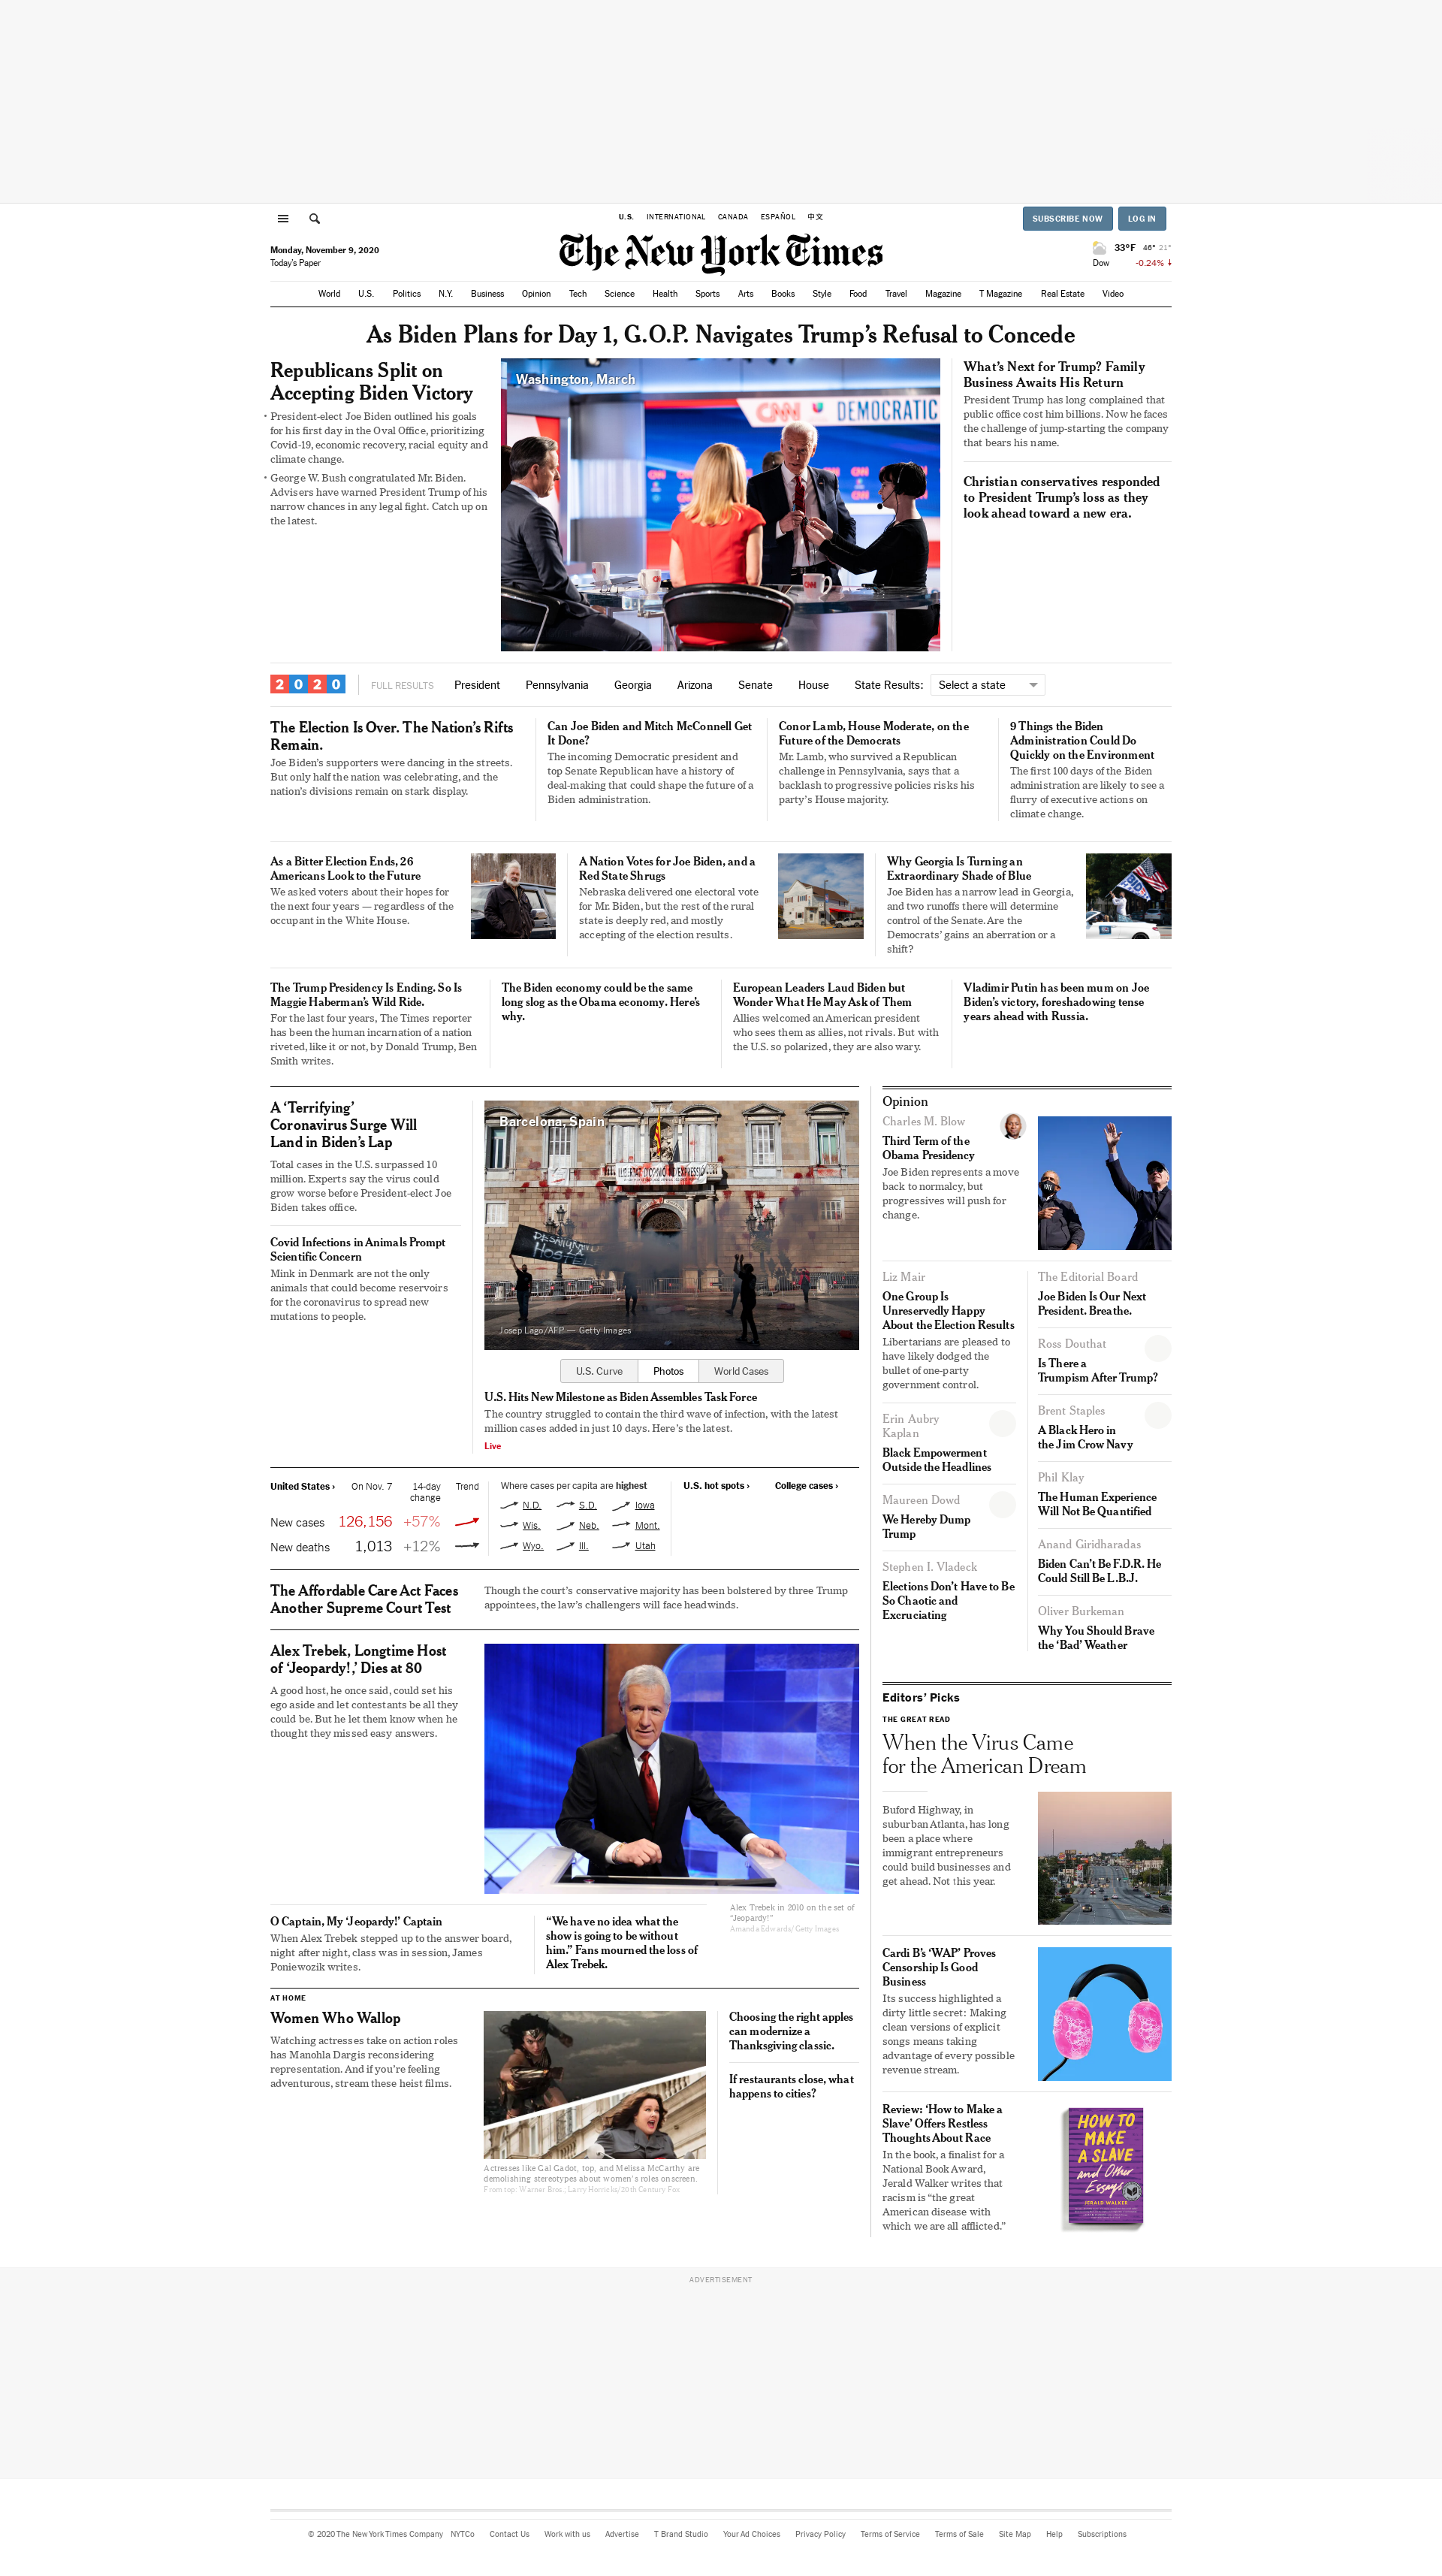 U.S. INTERNATIONAL CANADA ESPAÑOL 中文
SUBSCRIBE NOW LOG IN
Monday, November 9, 2020
Today's Paper
The New York Times
33°F 46° 21°
Dow -0.24%
World U.S. Politics N.Y. Business Opinion Tech Science Health Sports Arts Books Style Food Travel Magazine T Magazine Real Estate Video
As Biden Plans for Day 1, G.O.P. Navigates Trump's Refusal to Concede
Republicans Split on
Accepting Biden Victory
• President-elect Joe Biden outlined his goals
for his first day in the Oval Office, prioritizing
Covid-19, economic recovery, racial equity and
climate change.
• George W. Bush congratulated Mr. Biden.
Advisers have warned President Trump of his
narrow chances in any legal fight. Catch up on
the latest.
Washington, March
CNN DEMOCRATIC
What's Next for Trump? Family
Business Awaits His Return
President Trump has long complained that
public office cost him billions. Now he faces
the challenge of jump-starting the company
that bears his name.
Christian conservatives responded
to President Trump's loss as they
look ahead toward a new era.
2020 FULL RESULTS President Pennsylvania Georgia Arizona Senate House State Results: Select a state
The Election Is Over. The Nation's Rifts
Remain.
Joe Biden's supporters were dancing in the streets.
But only half the nation was celebrating, and the
nation's divisions remain on stark display.
Can Joe Biden and Mitch McConnell Get
It Done?
The incoming Democratic president and
top Senate Republican have a history of
deal-making that could shape the future of a
Biden administration.
Conor Lamb, House Moderate, on the
Future of the Democrats
Mr. Lamb, who survived a Republican
challenge in Pennsylvania, says that a
backlash to progressive policies risks his
party's House majority.
9 Things the Biden
Administration Could Do
Quickly on the Environment
The first 100 days of the Biden
administration are likely to see a
flurry of executive actions on
climate change.
As a Bitter Election Ends, 26
Americans Look to the Future
We asked voters about their hopes for
the next four years — regardless of the
occupant in the White House.
A Nation Votes for Joe Biden, and a
Red State Shrugs
Nebraska delivered one electoral vote
for Mr. Biden, but the rest of the rural
state is deeply red, and mostly
accepting of the election results.
Why Georgia Is Turning an
Extraordinary Shade of Blue
Joe Biden has a narrow lead in Georgia,
and two runoffs there will determine
control of the Senate. Are the
Democrats' gains an aberration or a
shift?
The Trump Presidency Is Ending. So Is
Maggie Haberman's Wild Ride.
For the last four years, The Times reporter
has been the human incarnation of a nation
riveted, like it or not, by Donald Trump, Ben
Smith writes.
The Biden economy could be the same
long slog as the Obama economy. Here's
why.
European Leaders Laud Biden but
Wonder What He May Ask of Them
Allies welcomed an American president
who sees them as allies, not rivals. But with
the U.S. so polarized, they are also wary.
Vladimir Putin has been mum on Joe
Biden's victory, foreshadowing tense
years ahead with Russia.
A 'Terrifying'
Coronavirus Surge Will
Land in Biden's Lap
Total cases in the U.S. surpassed 10
million. Experts say the virus could
grow worse before President-elect Joe
Biden takes office.
Covid Infections in Animals Prompt
Scientific Concern
Mink in Denmark are not the only
animals that could become reservoirs
for the coronavirus to spread new
mutations to people.
Barcelona, Spain
Josep Lago/AFP — Getty Images
U.S. Curve Photos World Cases
U.S. Hits New Milestone as Biden Assembles Task Force
The country struggled to contain the third wave of infection, with the latest
million cases added in just 10 days. Here's the latest.
Live
United States › On Nov. 7 14-day change Trend
New cases 126,156 +57%
New deaths 1,013 +12%
Where cases per capita are highest
N.D. S.D. Iowa
Wis. Neb. Mont.
Wyo. Ill. Utah
U.S. hot spots › College cases ›
The Affordable Care Act Faces
Another Supreme Court Test
Though the court's conservative majority has been bolstered by three Trump
appointees, the law's challengers will face headwinds.
Alex Trebek, Longtime Host
of 'Jeopardy!,' Dies at 80
A good host, he once said, could set his
ego aside and let contestants be all they
could be. But he let them know when he
thought they missed easy answers.
Alex Trebek in 2010 on the set of
"Jeopardy!"
Amanda Edwards/Getty Images
O Captain, My 'Jeopardy!' Captain
When Alex Trebek stepped up to the answer board,
night after night, class was in session, James
Poniewozik writes.
"We have no idea what the
show is going to be without
him." Fans mourned the loss of
Alex Trebek.
AT HOME
Women Who Wallop
Watching actresses take on action roles
has Manohla Dargis reconsidering
representation. And if you're feeling
adventurous, stream these heist films.
Actresses like Gal Gadot, top, and Melissa McCarthy are
demolishing stereotypes about women's roles onscreen.
From top: Warner Bros.; Larry Horricks/20th Century Fox
Choosing the right apples
can modernize a
Thanksgiving classic.
If restaurants close, what
happens to cities?
Opinion
Charles M. Blow
Third Term of the
Obama Presidency
Joe Biden represents a move
back to normalcy, but
progressives will push for
change.
Liz Mair
One Group Is
Unreservedly Happy
About the Election Results
Libertarians are pleased to
have likely dodged the
bullet of one-party
government control.
Erin Aubry
Kaplan
Black Empowerment
Outside the Headlines
Maureen Dowd
We Hereby Dump
Trump
Stephen I. Vladeck
Elections Don't Have to Be
So Chaotic and
Excruciating
The Editorial Board
Joe Biden Is Our Next
President. Breathe.
Ross Douthat
Is There a
Trumpism After Trump?
Brent Staples
A Black Hero in
the Jim Crow Navy
Phil Klay
The Human Experience
Will Not Be Quantified
Anand Giridharadas
Biden Can't Be F.D.R. He
Could Still Be L.B.J.
Oliver Burkeman
Why You Should Brave
the 'Bad' Weather
Editors' Picks
THE GREAT READ
When the Virus Came
for the American Dream
Buford Highway, in
suburban Atlanta, has long
been a place where
immigrant entrepreneurs
could build businesses and
get ahead. Not this year.
Cardi B's 'WAP' Proves
Censorship Is Good
Business
Its success highlighted a
dirty little secret: Making
clean versions of explicit
songs means taking
advantage of every possible
revenue stream.
Review: 'How to Make a
Slave' Offers Restless
Thoughts About Race
In the book, a finalist for a
National Book Award,
Jerald Walker writes that
racism is "the great
American disease with
which we are all afflicted."
HOW TO
MAKE
A SLAVE
and Other
Essays
JERALD WALKER
ADVERTISEMENT
© 2020 The New York Times Company NYTCo Contact Us Work with us Advertise T Brand Studio Your Ad Choices Privacy Policy Terms of Service Terms of Sale Site Map Help Subscriptions